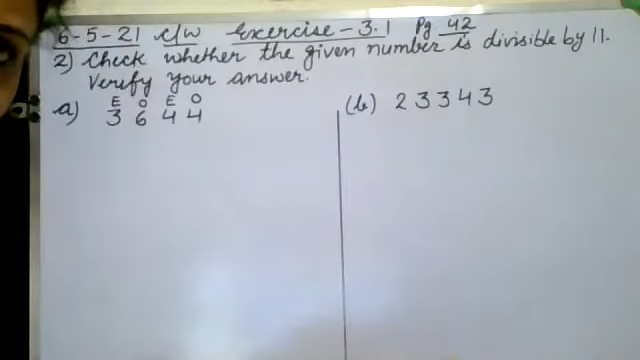 6-5-21 C/W Exercise-3.1 Pg 42
2) Check whether the given number is divisible by 11.
Verify your answer.
E O E O
a) 3 6 4 4
(b) 2 3 3 4 3